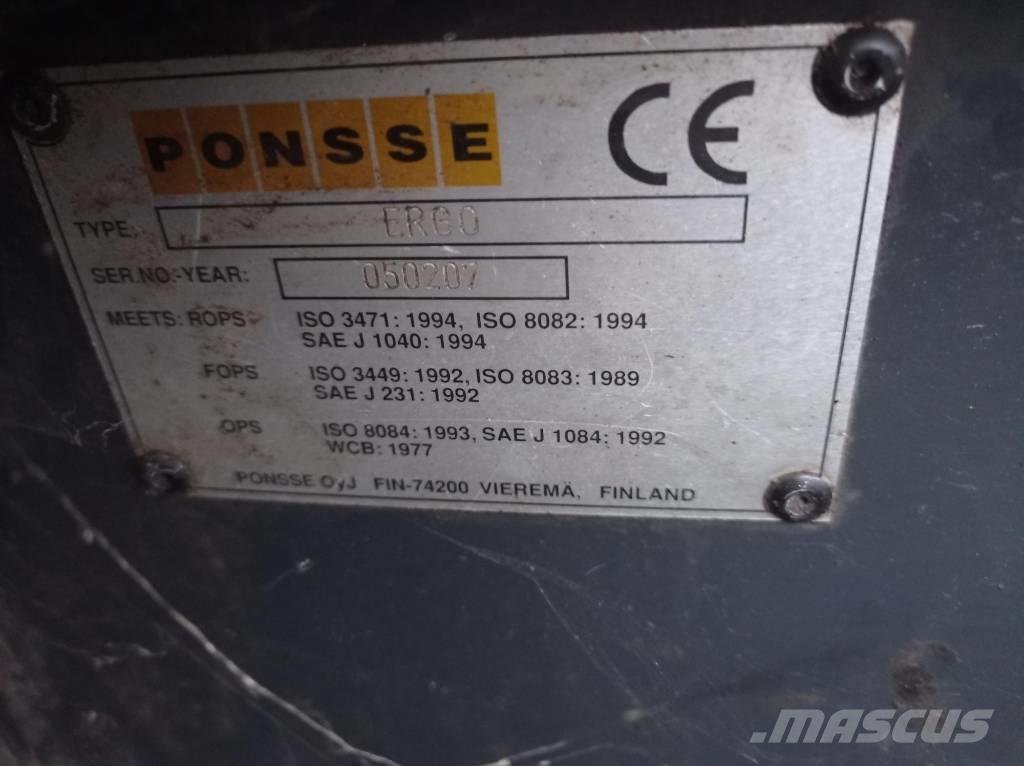 PONSSE CE
TYPE: ERGO
SER.NO.-YEAR: 050207
MEETS: ROPS ISO 3471: 1994, ISO 8082: 1994
SAE J 1040: 1994
FOPS ISO 3449: 1992, ISO 8083: 1989
SAE J 231: 1992
OPS ISO 8084: 1993, SAE J 1084: 1992
WCB: 1977
PONSSE OyJ FIN-74200 VIEREMÄ, FINLAND
MASCUS